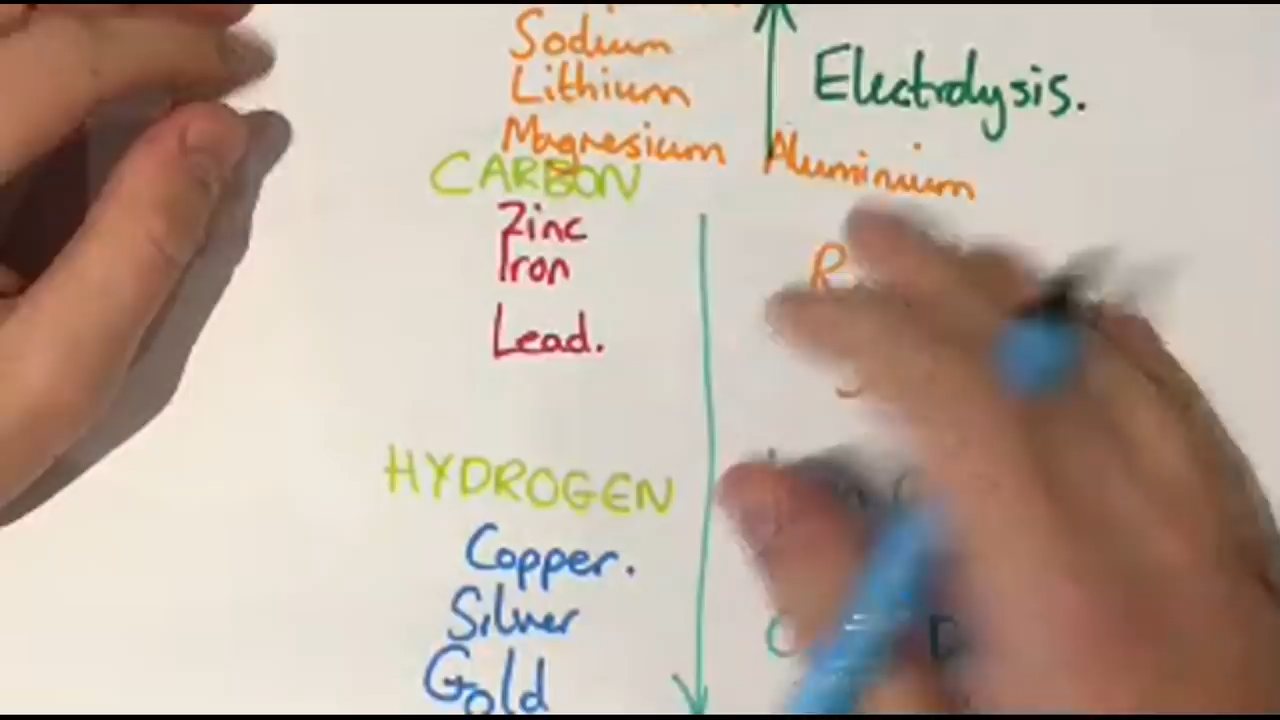 Sodium
Lithium
Electrolysis.
Magnesium Aluminium
CARBON
Zinc
Iron
Lead.
HYDROGEN
Copper.
Silver
Gold